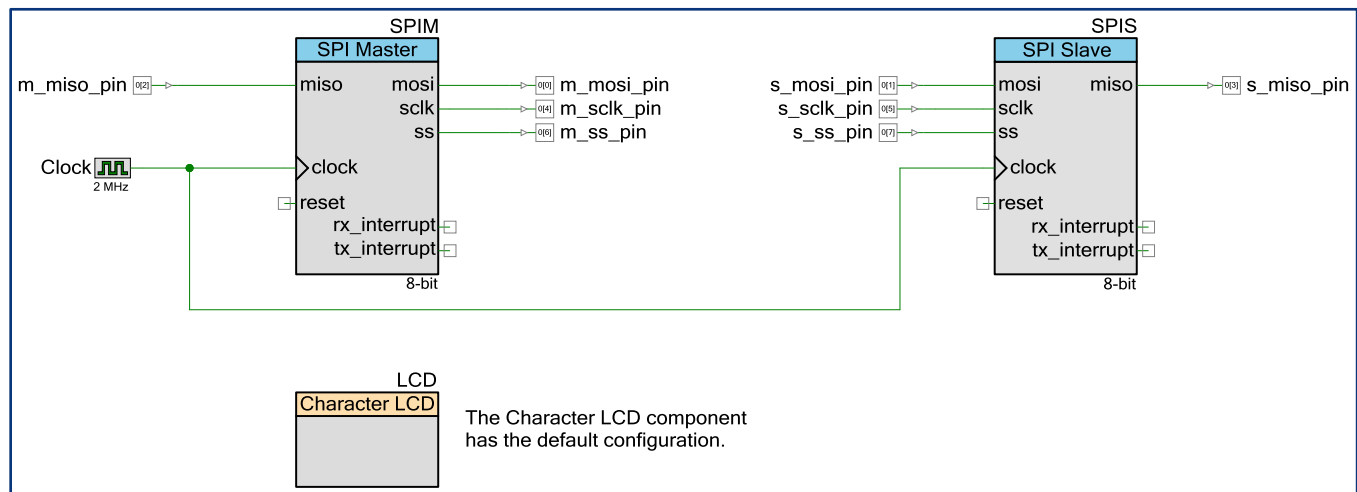 SPIM
SPI Master
m_miso_pin 0[2] miso mosi 0[0] m_mosi_pin
sclk 0[4] m_sclk_pin
ss 0[6] m_ss_pin
Clock clock
2 MHz
reset
rx_interrupt
tx_interrupt
8-bit
SPIS
SPI Slave
s_mosi_pin 0[1] mosi miso 0[3] s_miso_pin
s_sclk_pin 0[5] sclk
s_ss_pin 0[7] ss
clock
reset
rx_interrupt
tx_interrupt
8-bit
LCD
Character LCD
The Character LCD component
has the default configuration.